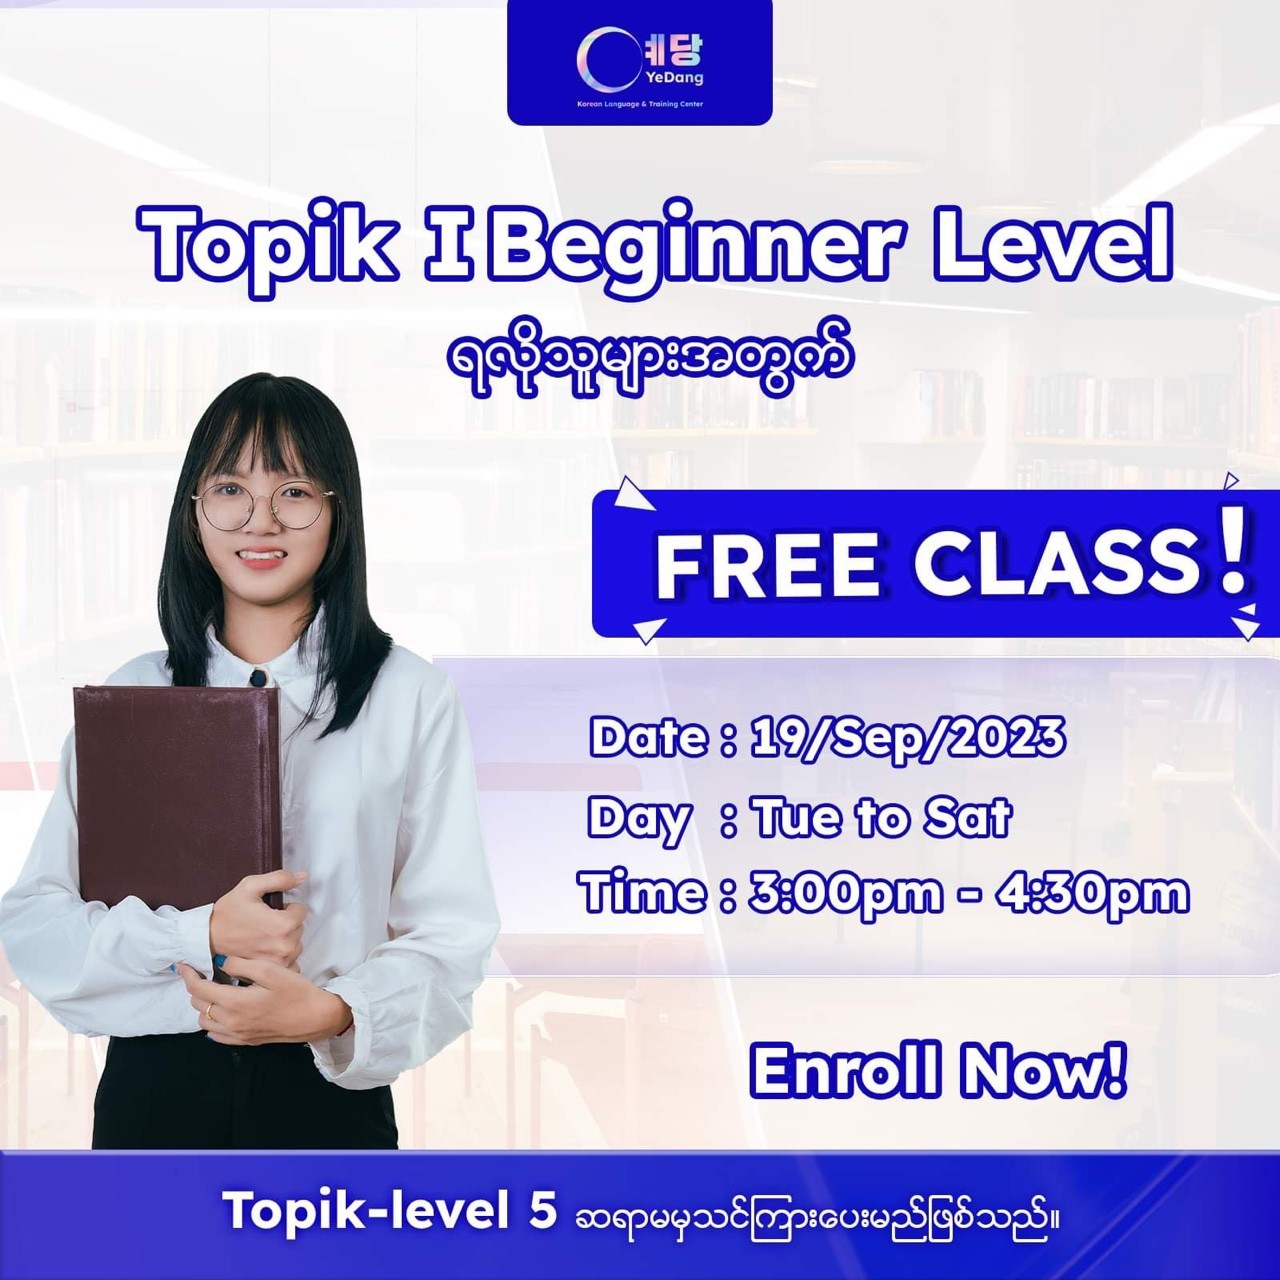 예당
YeDang
Korean Language & Training Center
Topik I Beginner Level
ရလိုသူများအတွက်
FREE CLASS!
Date : 19/Sep/2023
Day : Tue to Sat
Time : 3:00pm - 4:30pm
Enroll Now!
Topik-level 5 ဆရာမမှသင်ကြားပေးမည်ဖြစ်သည်။